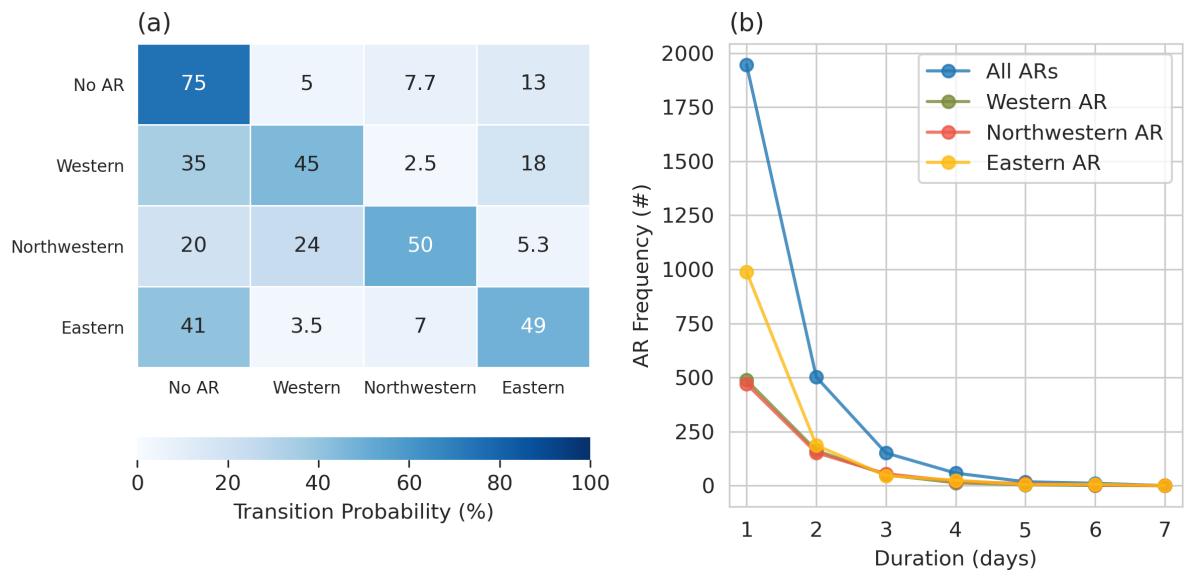 (a)
No AR 75 5 7.7 13
Western 35 45 2.5 18
Northwestern 20 24 50 5.3
Eastern 41 3.5 7 49
No AR Western Northwestern Eastern
0 20 40 60 80 100
Transition Probability (%)
(b)
2000
1750
1500
1250
1000
750
500
250
0
AR Frequency (#)
All ARs
Western AR
Northwestern AR
Eastern AR
1 2 3 4 5 6 7
Duration (days)